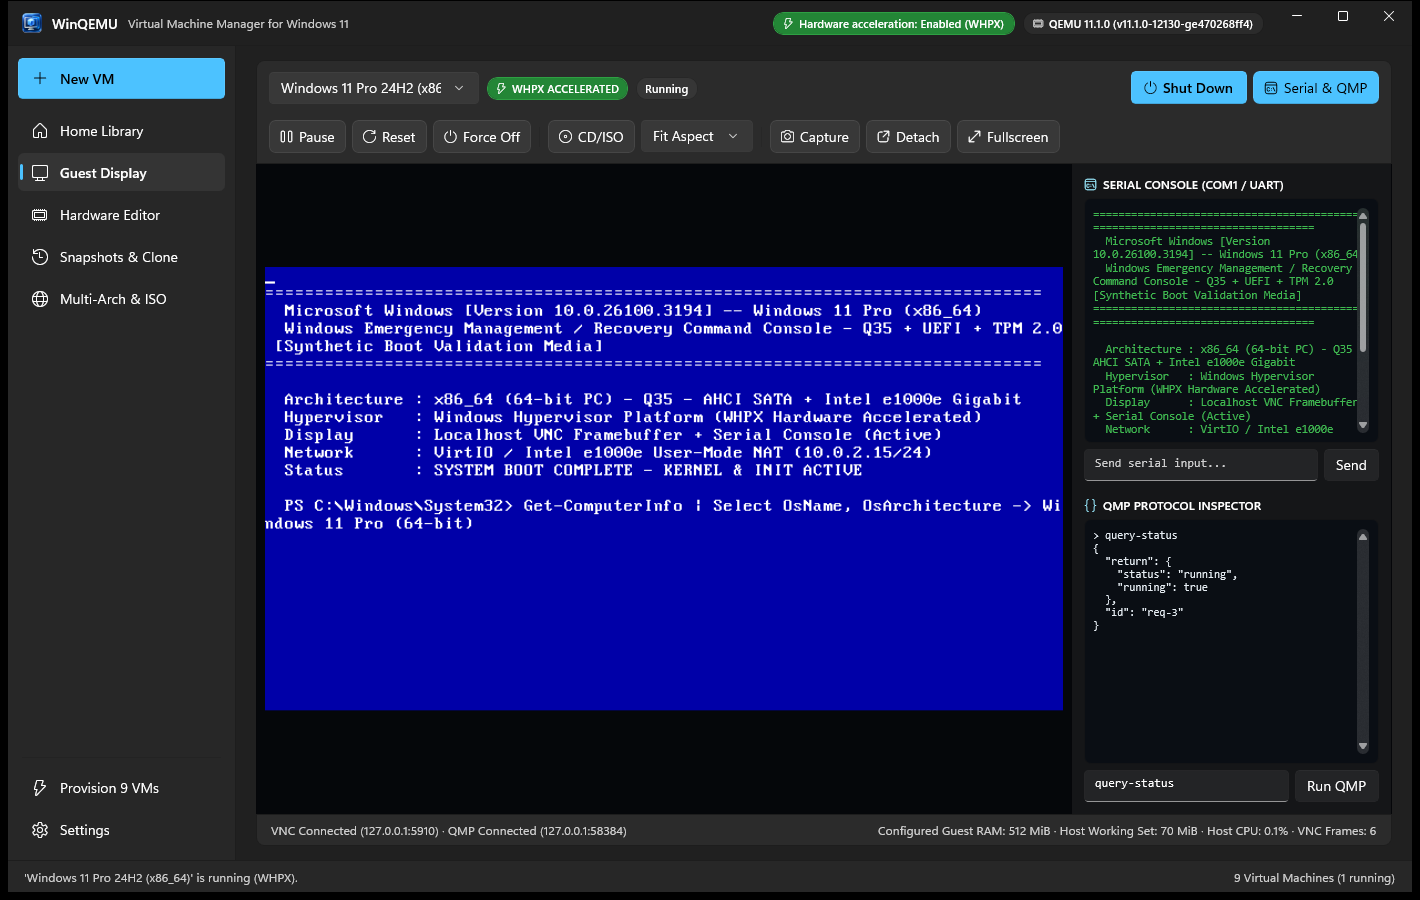 WinQEMU Virtual Machine Manager for Windows 11
Hardware acceleration: Enabled (WHPX)
QEMU 11.1.0 (v11.1.0-12130-ge470268ff4)
New VM
Home Library
Guest Display
Hardware Editor
Snapshots & Clone
Multi-Arch & ISO
Provision 9 VMs
Settings
Windows 11 Pro 24H2 (x86
WHPX ACCELERATED
Running
Shut Down
Serial & QMP
Pause
Reset
Force Off
CD/ISO
Fit Aspect
Capture
Detach
Fullscreen
=====================================================================================
Microsoft Windows [Version 10.0.26100.3194] -- Windows 11 Pro (x86_64)
Windows Emergency Management / Recovery Command Console - Q35 + UEFI + TPM 2.0
[Synthetic Boot Validation Media]
=====================================================================================
Architecture : x86_64 (64-bit PC) - Q35 - AHCI SATA + Intel e1000e Gigabit
Hypervisor   : Windows Hypervisor Platform (WHPX Hardware Accelerated)
Display      : Localhost VNC Framebuffer + Serial Console (Active)
Network      : VirtIO / Intel e1000e User-Mode NAT (10.0.2.15/24)
Status       : SYSTEM BOOT COMPLETE - KERNEL & INIT ACTIVE
PS C:\Windows\System32> Get-ComputerInfo | Select OsName, OsArchitecture -> Wi
ndows 11 Pro (64-bit)
SERIAL CONSOLE (COM1 / UART)
===========================================
===================================
Microsoft Windows [Version
10.0.26100.3194] -- Windows 11 Pro (x86_64
Windows Emergency Management / Recovery
Command Console - Q35 + UEFI + TPM 2.0
[Synthetic Boot Validation Media]
===========================================
===================================
Architecture : x86_64 (64-bit PC) - Q35
AHCI SATA + Intel e1000e Gigabit
Hypervisor   : Windows Hypervisor
Platform (WHPX Hardware Accelerated)
Display      : Localhost VNC Framebuffer
+ Serial Console (Active)
Network      : VirtIO / Intel e1000e
Send serial input...
Send
{} QMP PROTOCOL INSPECTOR
> query-status
{
"return": {
"status": "running",
"running": true
},
"id": "req-3"
}
query-status
Run QMP
VNC Connected (127.0.0.1:5910) · QMP Connected (127.0.0.1:58384)
Configured Guest RAM: 512 MiB · Host Working Set: 70 MiB · Host CPU: 0.1% · VNC Frames: 6
'Windows 11 Pro 24H2 (x86_64)' is running (WHPX).
9 Virtual Machines (1 running)